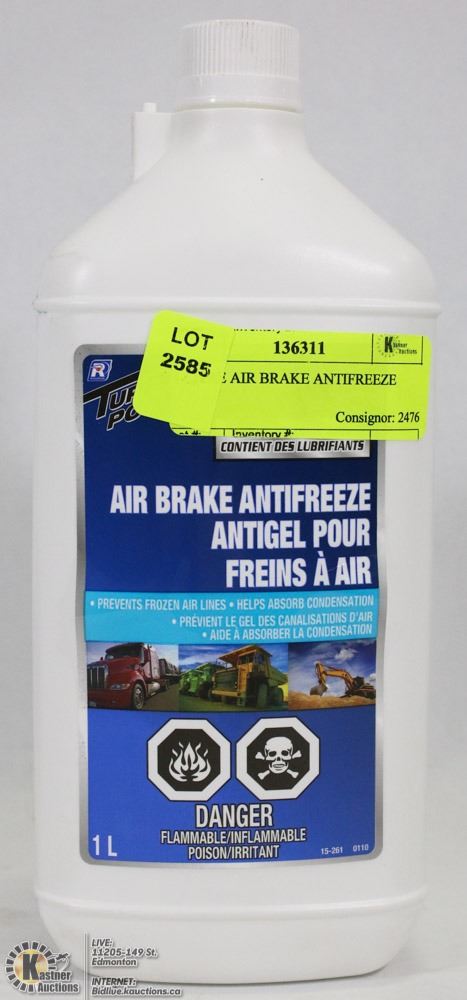 LOT
2585
136311
Kastner
Auctions
E AIR BRAKE ANTIFREEZE
Consignor: 2476
Inventory #:
R
CONTIENT DES LUBRIFIANTS
AIR BRAKE ANTIFREEZE
ANTIGEL POUR
FREINS À AIR
• PREVENTS FROZEN AIR LINES • HELPS ABSORB CONDENSATION
• PRÉVIENT LE GEL DES CANALISATIONS D'AIR
• AIDE À ABSORBER LA CONDENSATION
DANGER
FLAMMABLE/INFLAMMABLE
POISON/IRRITANT
1 L
15-261 0110
K
Kastner
Auctions
LIVE:
11205-149 St.
Edmonton
INTERNET:
Bidlive.kauctions.ca